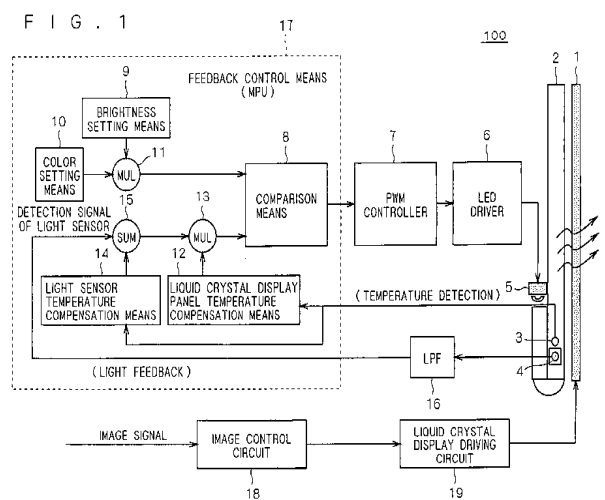 FIG. 1
17
100
1
2
9
FEEDBACK CONTROL MEANS
(MPU)
BRIGHTNESS
SETTING MEANS
10
8
7
6
COLOR
SETTING
MEANS
MUL
11
15
13
COMPARISON
MEANS
PWM
CONTROLLER
LED
DRIVER
DETECTION SIGNAL
OF LIGHT SENSOR
SUM
MUL
14
12
5
LIGHT SENSOR
TEMPERATURE
COMPENSATION MEANS
LIQUID CRYSTAL DISPLAY
PANEL TEMPERATURE
COMPENSATION MEANS
(TEMPERATURE DETECTION)
3
4
(LIGHT FEEDBACK)
LPF
16
IMAGE SIGNAL
IMAGE CONTROL
CIRCUIT
18
LIQUID CRYSTAL
DISPLAY DRIVING
CIRCUIT
19